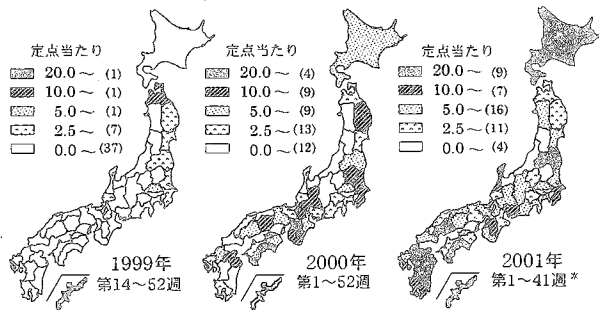 定点当たり
20.0～ (1)
10.0～ (1)
5.0～ (1)
2.5～ (7)
0.0～ (37)
1999年
第14～52週
定点当たり
20.0～ (4)
10.0～ (9)
5.0～ (9)
2.5～ (13)
0.0～ (12)
2000年
第1～52週
定点当たり
20.0～ (9)
10.0～ (7)
5.0～ (16)
2.5～ (11)
0.0～ (4)
2001年
第1～41週*